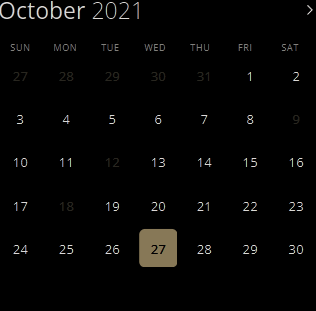 October 2021 >
SUN MON TUE WED THU FRI SAT
27 28 29 30 31 1 2
3 4 5 6 7 8 9
10 11 12 13 14 15 16
17 18 19 20 21 22 23
24 25 26 27 28 29 30